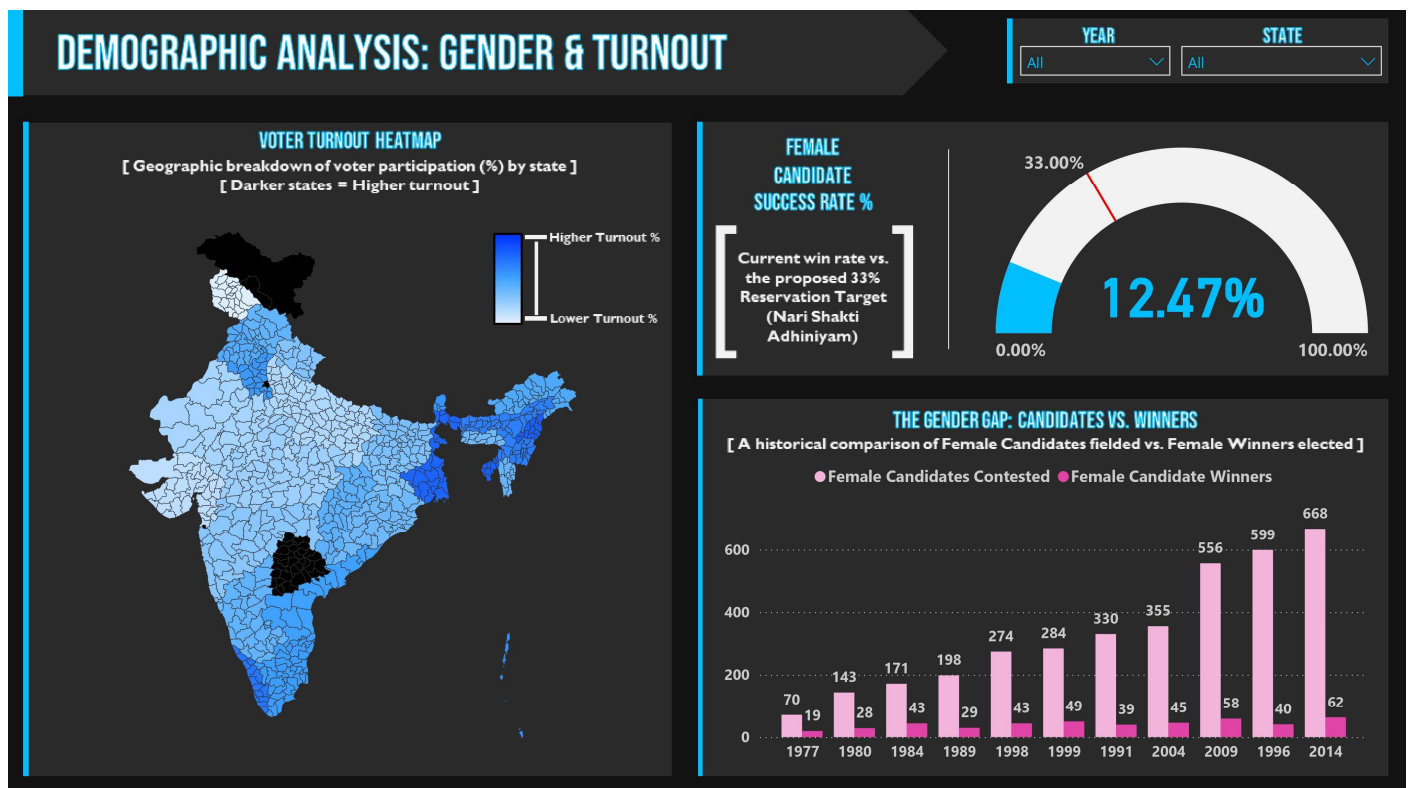 DEMOGRAPHIC ANALYSIS: GENDER & TURNOUT
YEAR
All
STATE
All
VOTER TURNOUT HEATMAP
[ Geographic breakdown of voter participation (%) by state ]
[ Darker states = Higher turnout ]
Higher Turnout %
Lower Turnout %
FEMALE
CANDIDATE
SUCCESS RATE %
Current win rate vs.
the proposed 33%
Reservation Target
(Nari Shakti
Adhiniyam)
33.00%
12.47%
0.00%
100.00%
THE GENDER GAP: CANDIDATES VS. WINNERS
[ A historical comparison of Female Candidates fielded vs. Female Winners elected ]
Female Candidates Contested
Female Candidate Winners
600
400
200
0
70
19
143
28
171
43
198
29
274
43
284
49
330
39
355
45
556
58
599
40
668
62
1977
1980
1984
1989
1998
1999
1991
2004
2009
1996
2014